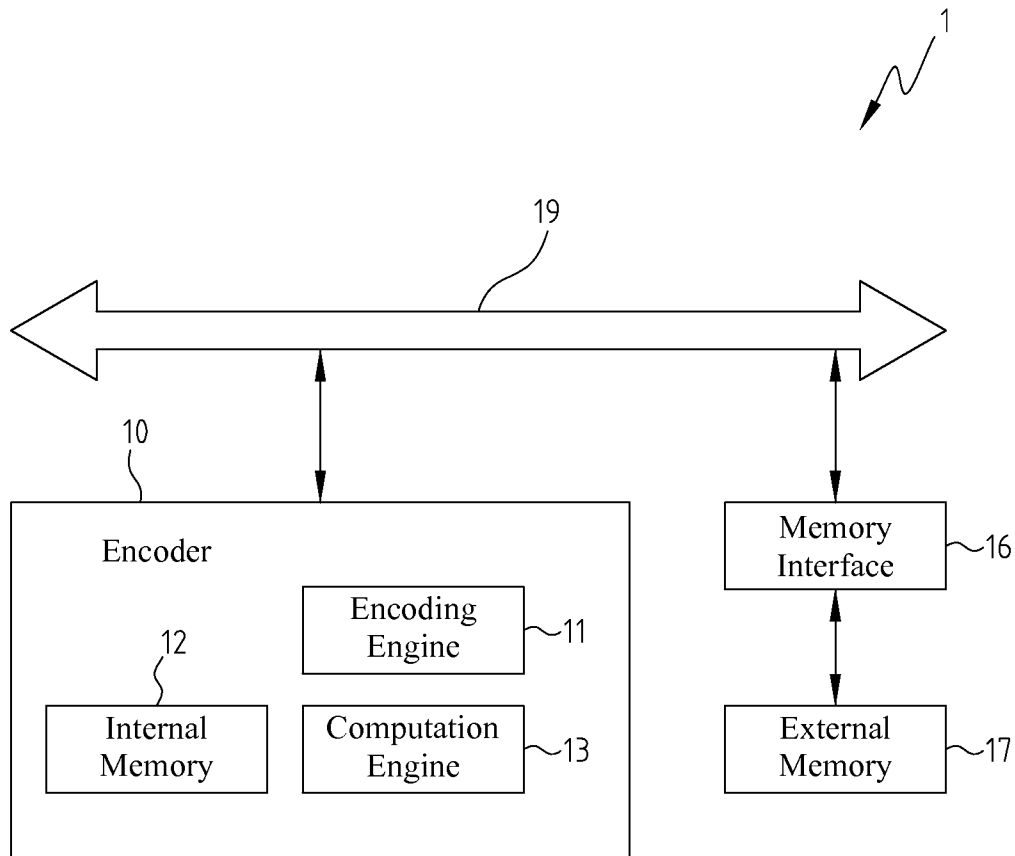 1
19
10
Encoder
Memory
Interface
16
Encoding
Engine
11
12
Internal
Memory
Computation
Engine
13
External
Memory
17